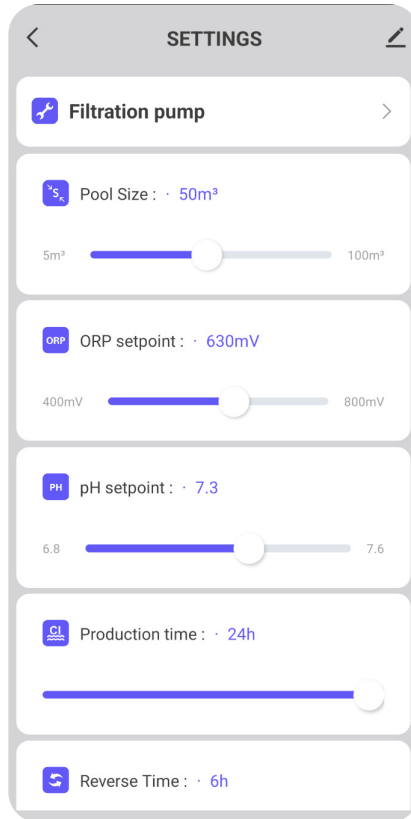 SETTINGS
Filtration pump
S Pool Size : · 50m³
5m³ 100m³
ORP ORP setpoint : · 630mV
400mV 800mV
PH pH setpoint : · 7.3
6.8 7.6
CL Production time : · 24h
Reverse Time : · 6h